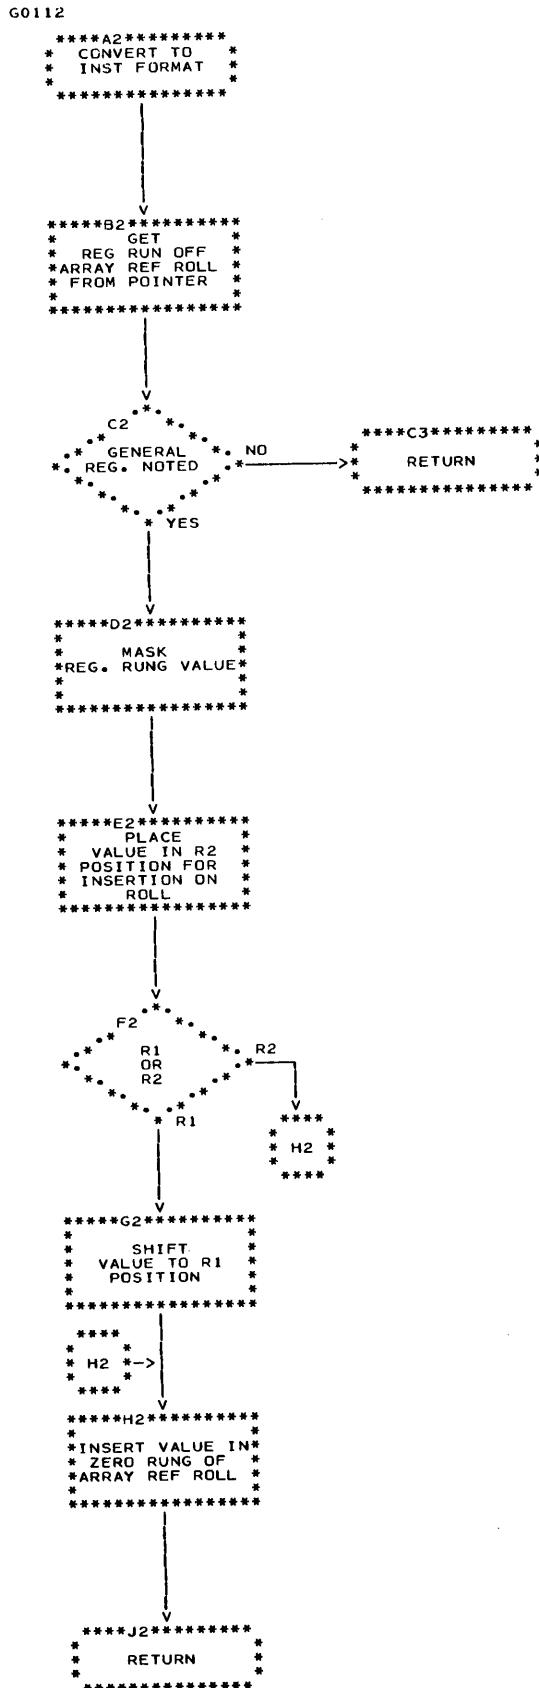 G0112
****A2*********
CONVERT TO
INST FORMAT
*****B2**********
GET
REG RUN OFF
ARRAY REF ROLL
FROM POINTER
C2
GENERAL
REG. NOTED
NO
YES
****C3*********
RETURN
*****D2**********
MASK
REG. RUNG VALUE
*****E2**********
PLACE
VALUE IN R2
POSITION FOR
INSERTION ON
ROLL
F2
R1
OR
R2
R2
R1
H2
*****G2**********
SHIFT
VALUE TO R1
POSITION
H2
*****H2**********
INSERT VALUE IN
ZERO RUNG OF
ARRAY REF ROLL
****J2*********
RETURN